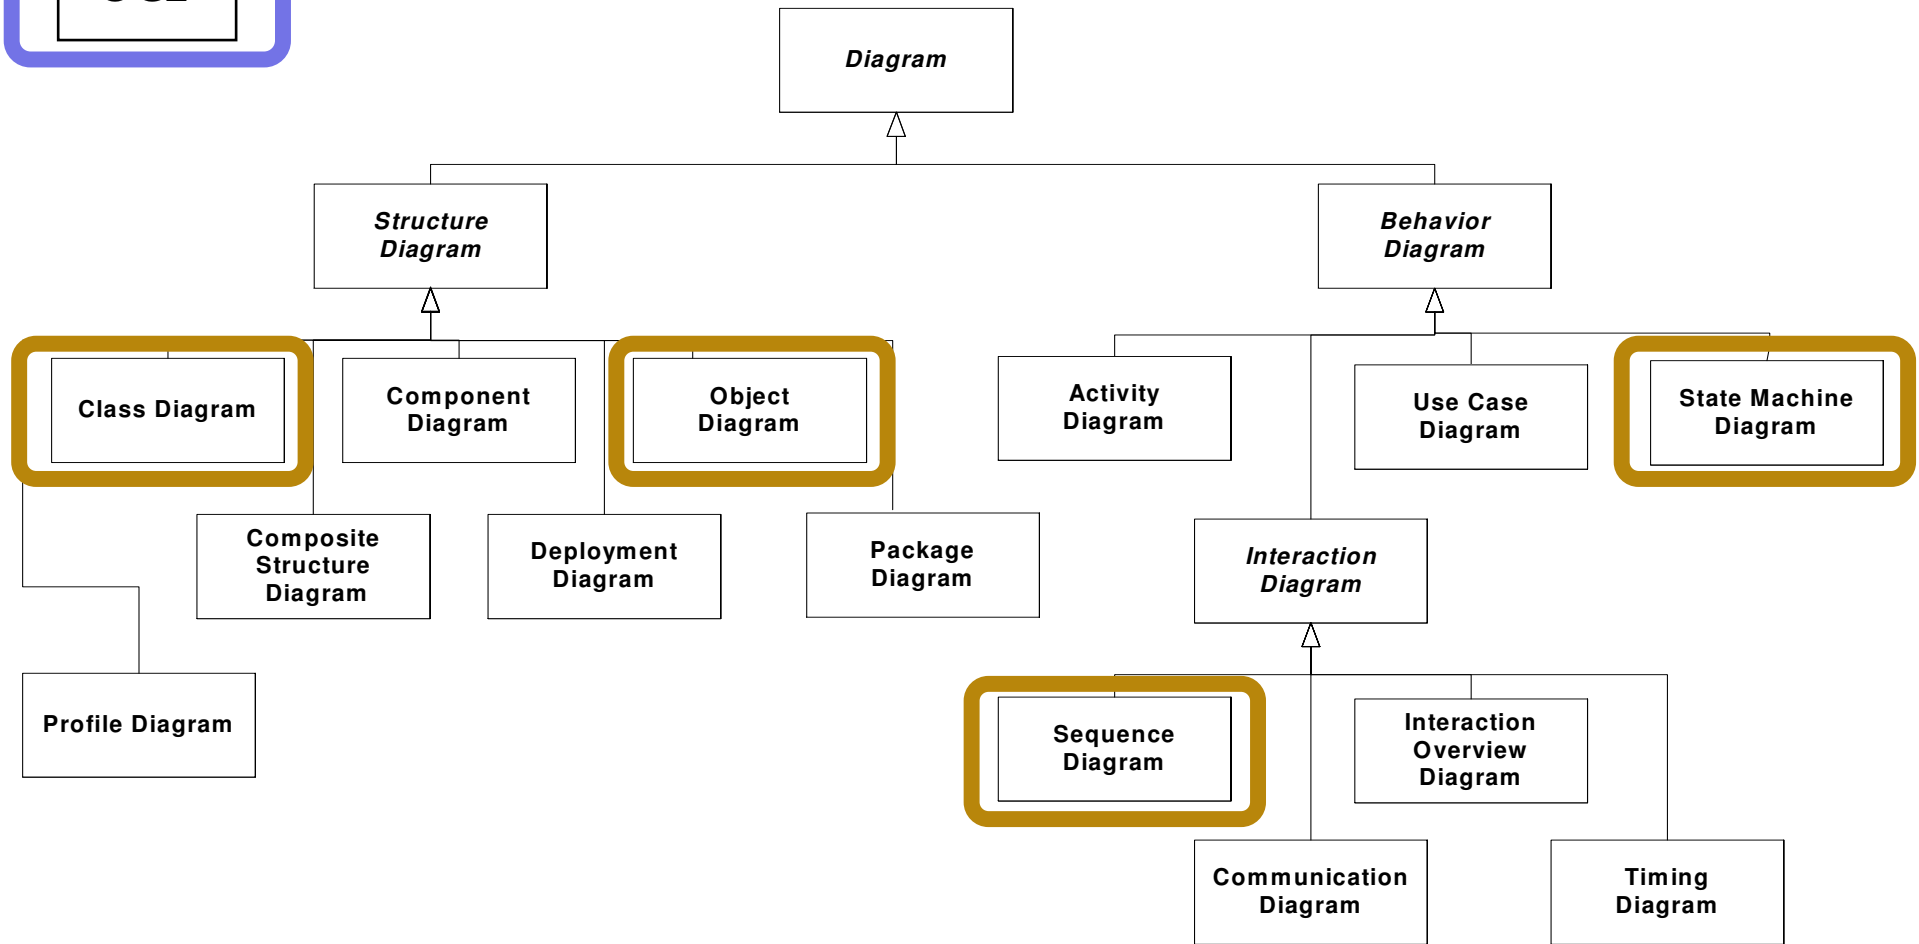 Diagram
Structure
Diagram
Behavior
Diagram
Class Diagram
Component
Diagram
Object
Diagram
Activity
Diagram
Use Case
Diagram
State Machine
Diagram
Composite
Structure
Diagram
Deployment
Diagram
Package
Diagram
Interaction
Diagram
Profile Diagram
Sequence
Diagram
Interaction
Overview
Diagram
Communication
Diagram
Timing
Diagram